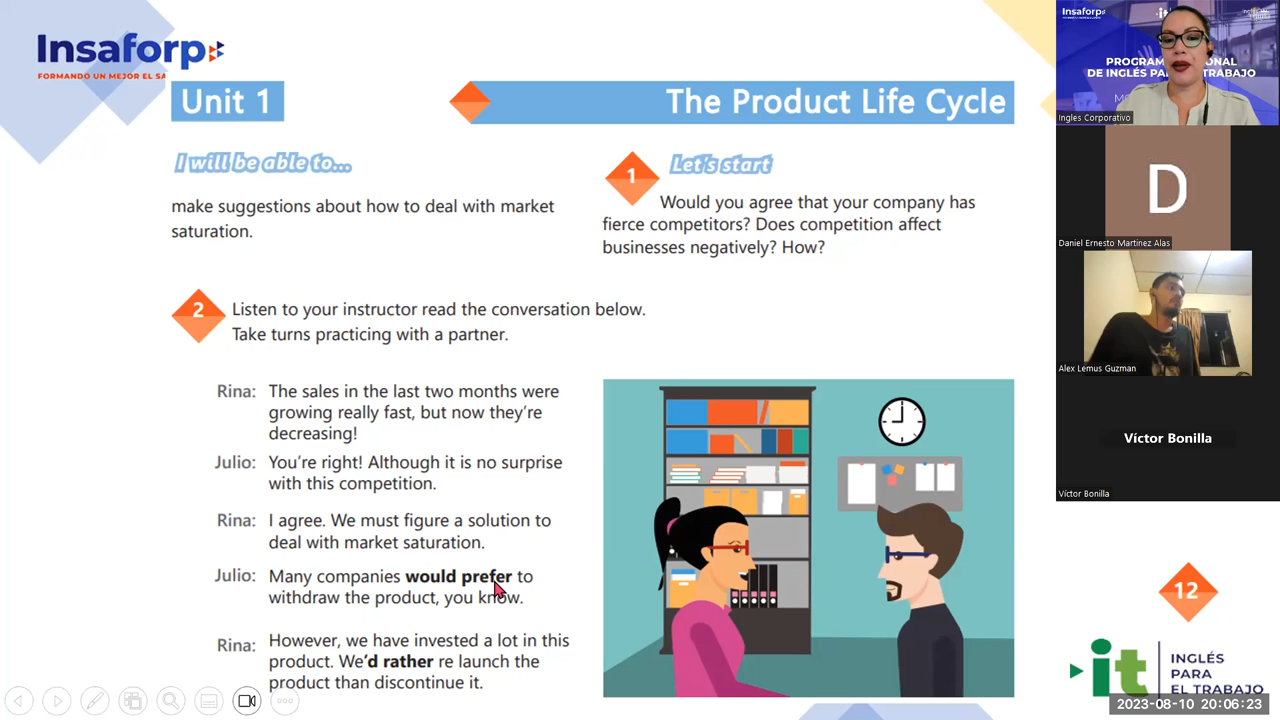 Insaforp
FORMANDO UN MEJOR EL SA
Unit 1
The Product Life Cycle
I will be able to...
make suggestions about how to deal with market
saturation.
1
Let's start
Would you agree that your company has
fierce competitors? Does competition affect
businesses negatively? How?
2
Listen to your instructor read the conversation below.
Take turns practicing with a partner.
Rina: The sales in the last two months were
growing really fast, but now they're
decreasing!
Julio: You're right! Although it is no surprise
with this competition.
Rina: I agree. We must figure a solution to
deal with market saturation.
Julio: Many companies would prefer to
withdraw the product, you know.
Rina: However, we have invested a lot in this
product. We'd rather re launch the
product than discontinue it.
Insaforp
PROGRAM
ONAL
DE INGLÉS PA
TRABAJO
Ingles Corporativo
D
Daniel Ernesto Martinez Alas
Alex Lemus Guzman
Víctor Bonilla
Víctor Bonilla
12
it
INGLÉS
PARA
EL TRABAJO
2023-08-10 20:06:23